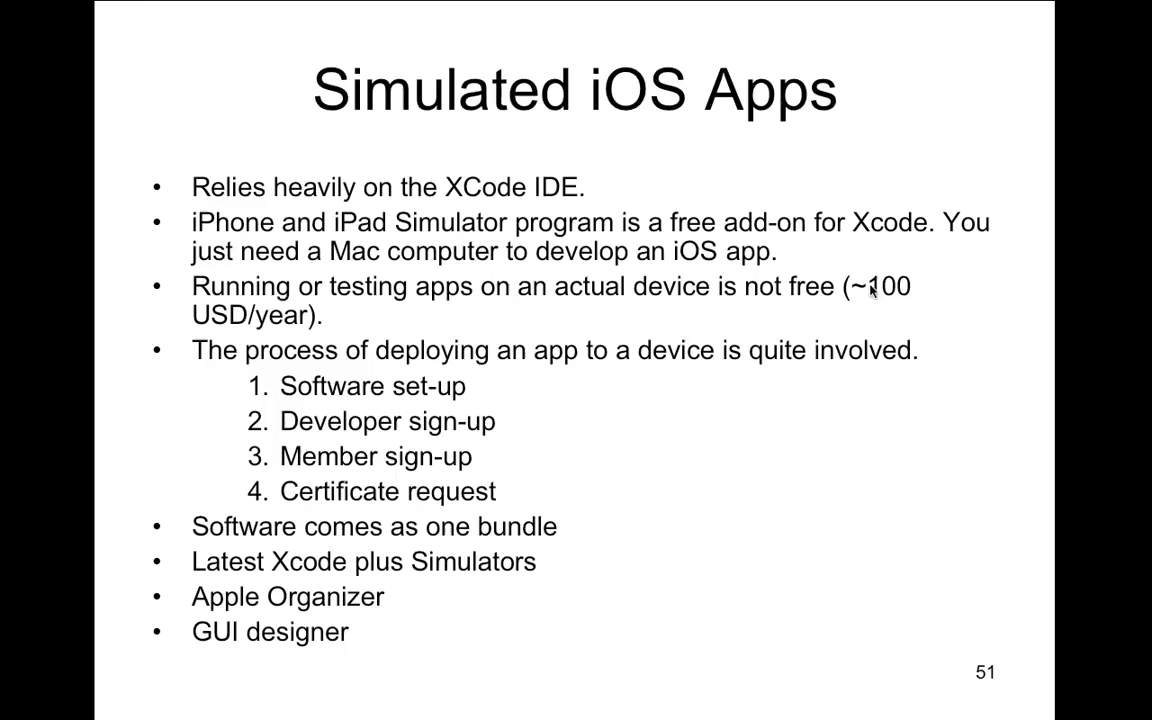 Simulated iOS Apps
• Relies heavily on the XCode IDE.
• iPhone and iPad Simulator program is a free add-on for Xcode. You
just need a Mac computer to develop an iOS app.
• Running or testing apps on an actual device is not free (~100
USD/year).
• The process of deploying an app to a device is quite involved.
1. Software set-up
2. Developer sign-up
3. Member sign-up
4. Certificate request
• Software comes as one bundle
• Latest Xcode plus Simulators
• Apple Organizer
• GUI designer
51